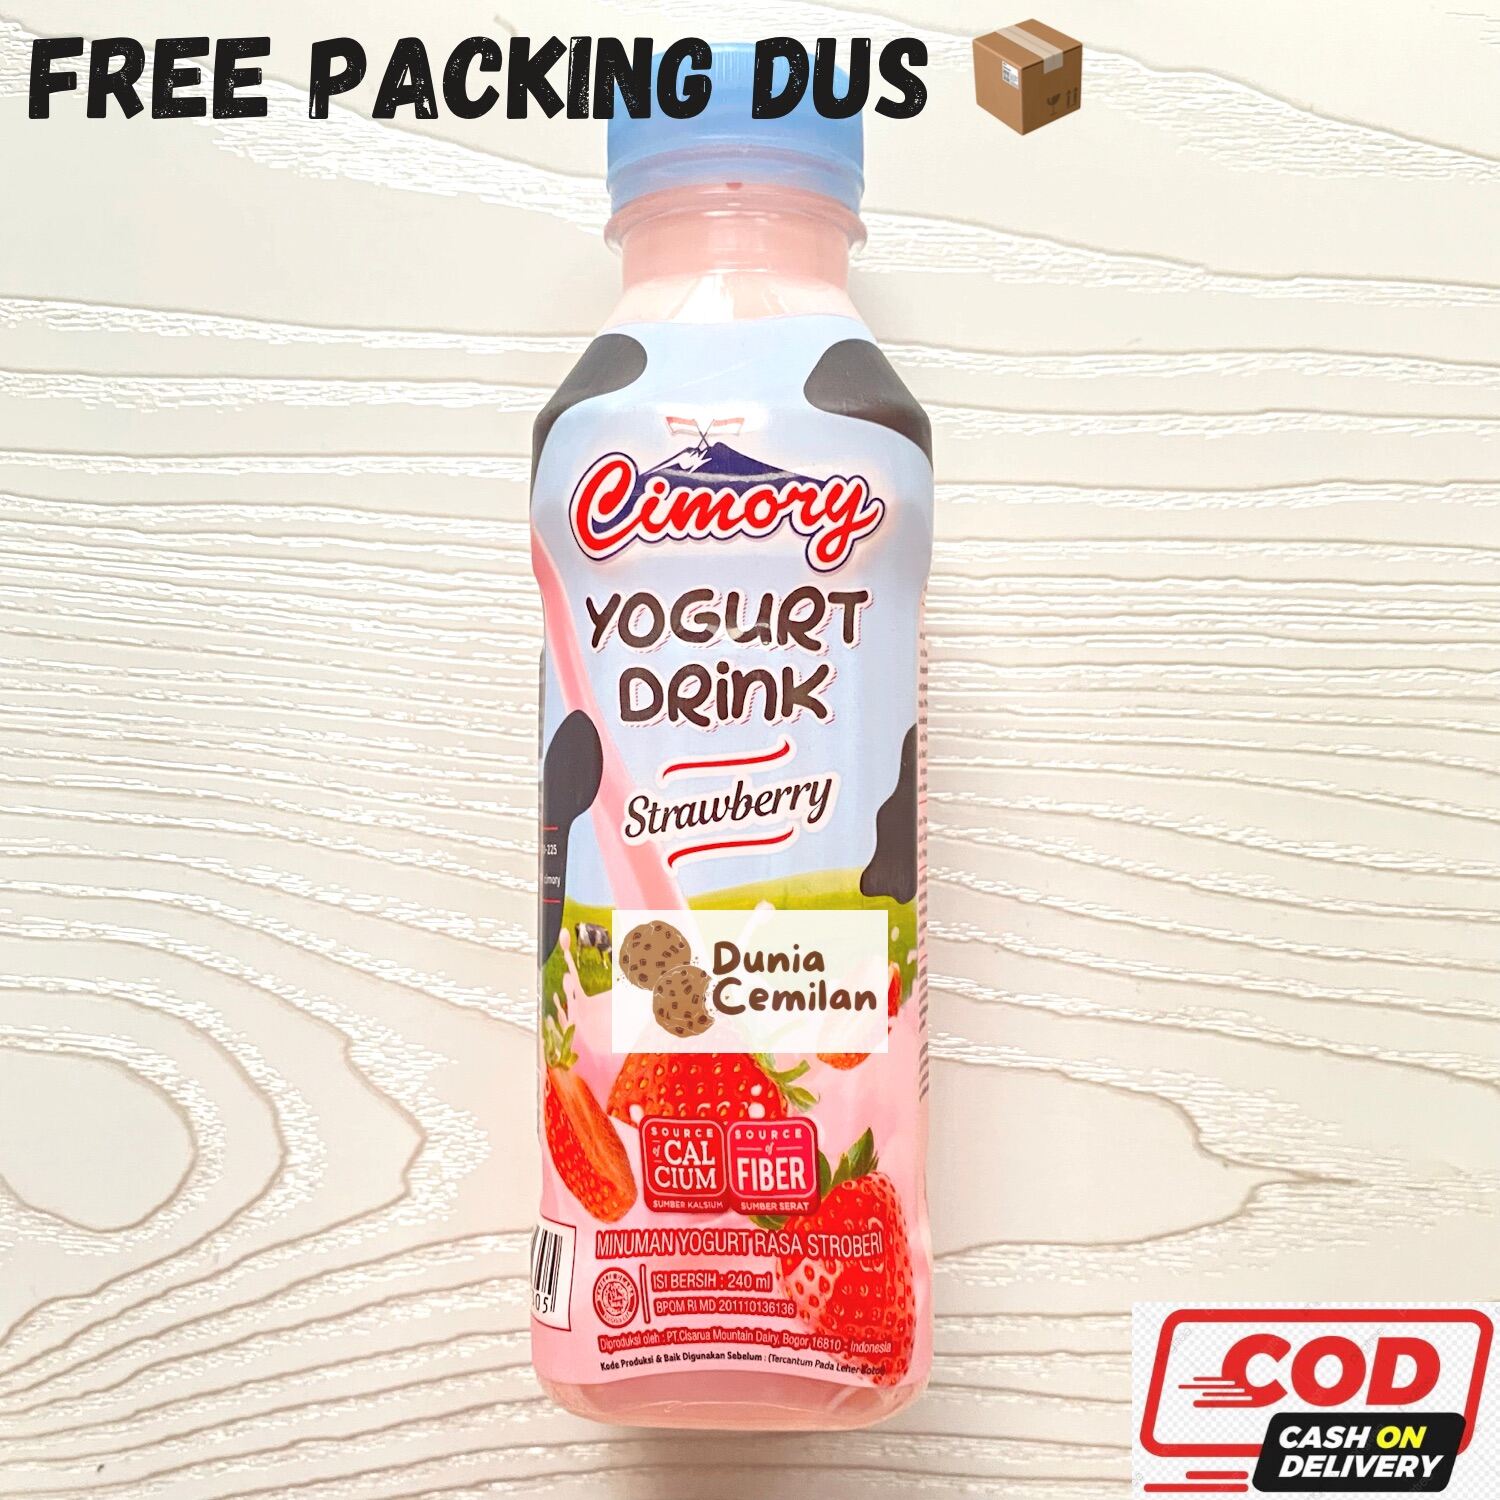 FREE PACKING DUS
Cimory
YOGURT
DRINK
Strawberry
-225
cimory
Dunia
Cemilan
SOURCE
of
CAL
CIUM
SUMBER KALSIUM
SOURCE
of
FIBER
SUMBER SERAT
MINUMAN YOGURT RASA STROBERI
ISI BERSIH : 240 ml
BPOM RI MD 201110136136
Diproduksi oleh : PT.Cisarua Mountain Dairy, Bogor 16810 - Indonesia
Kode Produksi & Baik Digunakan Sebelum : (Tercantum Pada Leher Botol)
COD
CASH ON
DELIVERY